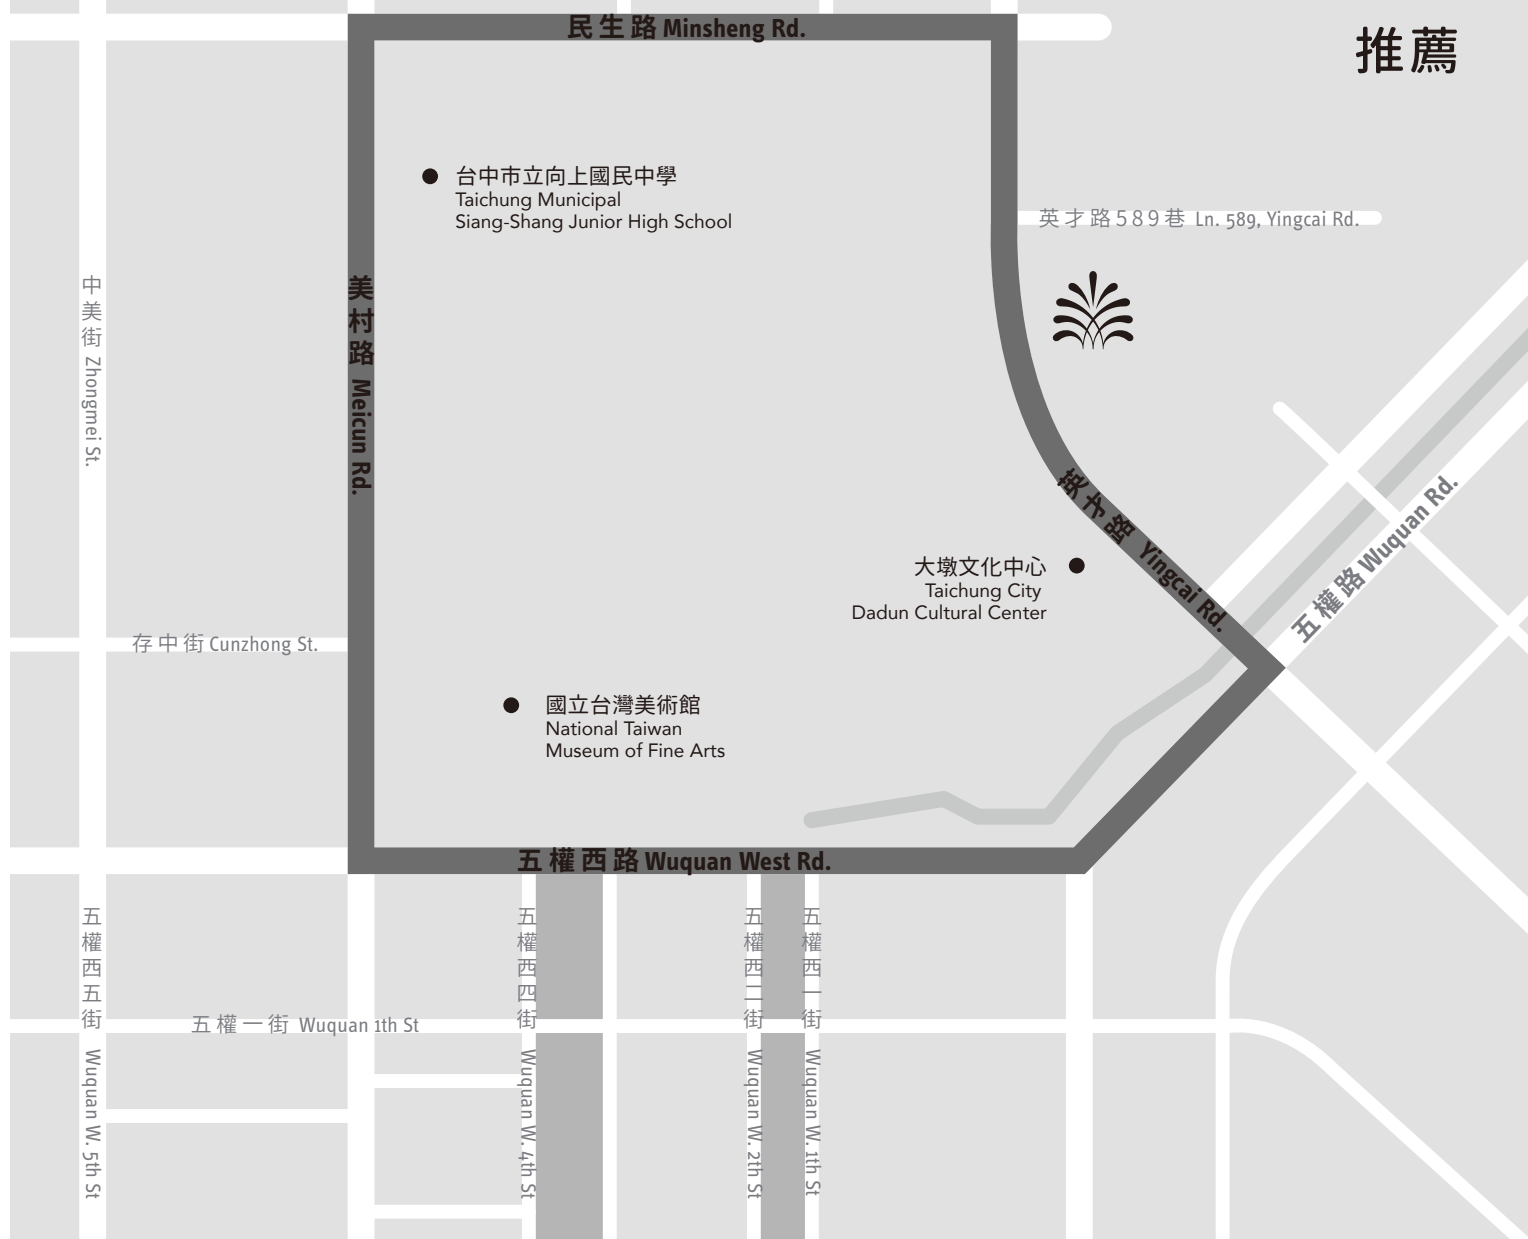 民生路 Minsheng Rd.
推薦
台中市立向上國民中學
Taichung Municipal
Siang-Shang Junior High School
英才路589巷 Ln. 589, Yingcai Rd.
中美街 Zhongmei St.
美村路 Meicun Rd.
英才路 Yingcai Rd.
五權路 Wuquan Rd.
大墩文化中心
Taichung City
Dadun Cultural Center
存中街 Cunzhong St.
國立台灣美術館
National Taiwan
Museum of Fine Arts
五權西路 Wuquan West Rd.
五權西五街 Wuquan W. 5th St
五權一街 Wuquan 1th St
五權西四街 Wuquan W. 4th St
五權西二街 Wuquan W. 2th St
五權西一街 Wuquan W. 1th St